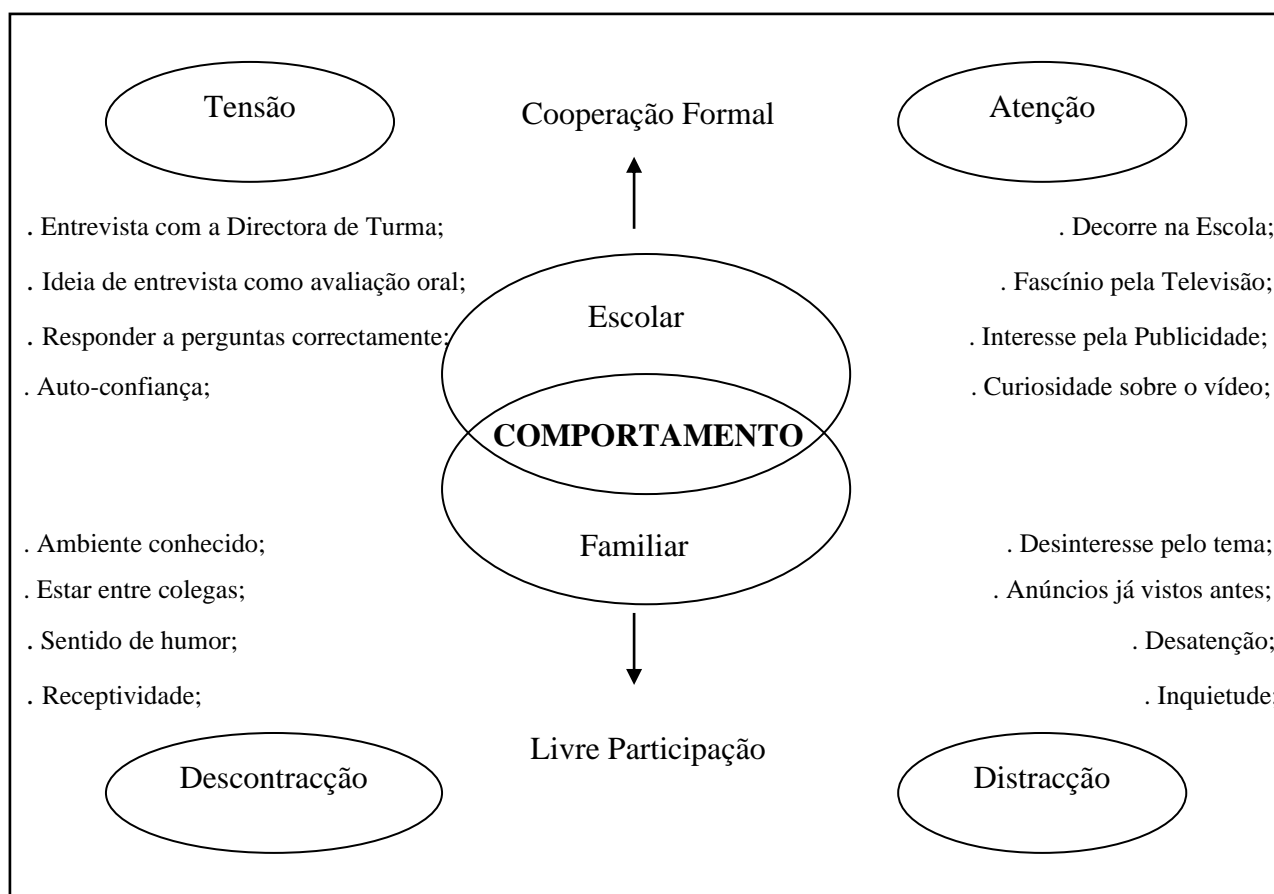 Tensão
Cooperação Formal
Atenção
. Entrevista com a Directora de Turma;
. Ideia de entrevista como avaliação oral;
. Responder a perguntas correctamente;
. Auto-confiança;
Escolar
. Decorre na Escola;
. Fascínio pela Televisão;
. Interesse pela Publicidade;
. Curiosidade sobre o vídeo;
COMPORTAMENTO
. Ambiente conhecido;
. Estar entre colegas;
. Sentido de humor;
. Receptividade;
Familiar
. Desinteresse pelo tema;
. Anúncios já vistos antes;
. Desatenção;
. Inquietude;
Descontracção
Livre Participação
Distracção